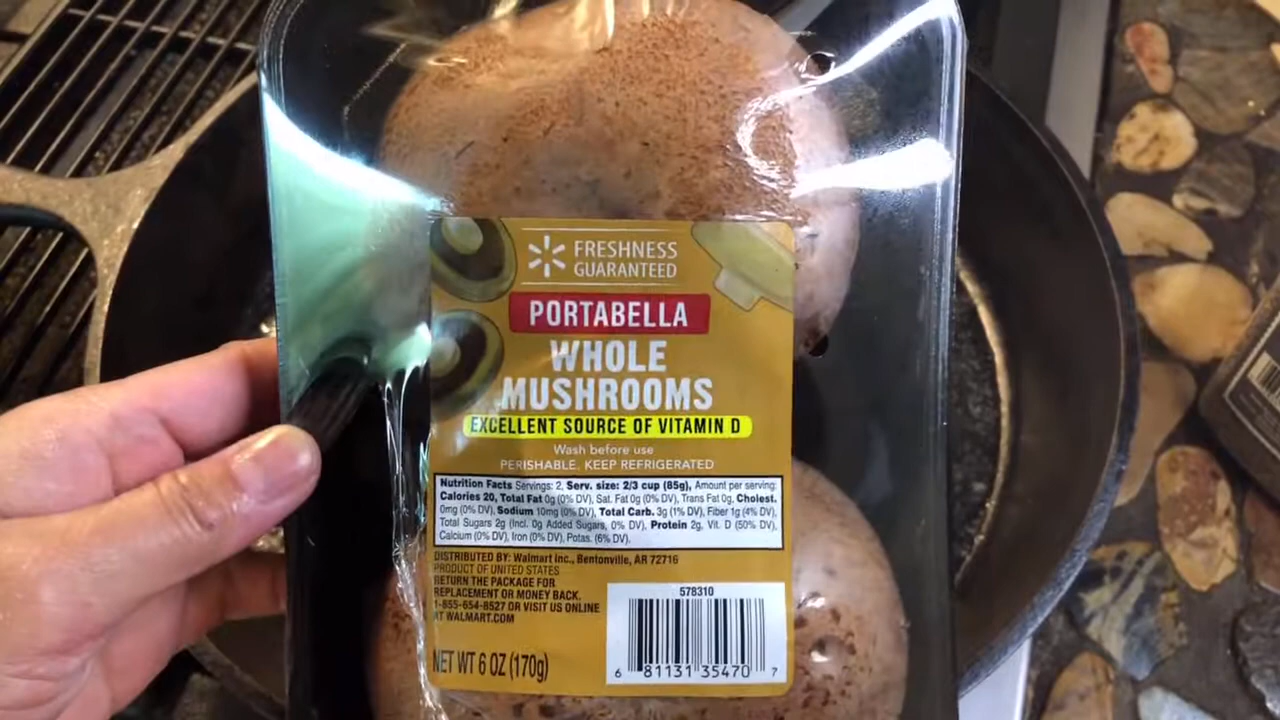 FRESHNESS
GUARANTEED
PORTABELLA
WHOLE
MUSHROOMS
EXCELLENT SOURCE OF VITAMIN D
Wash before use
PERISHABLE. KEEP REFRIGERATED
Nutrition Facts Servings: 2, Serv. size: 2/3 cup (85g), Amount per serving:
Calories 20, Total Fat 0g (0% DV), Sat. Fat 0g (0% DV), Trans Fat 0g, Cholest.
0mg (0% DV), Sodium 10mg (0% DV), Total Carb. 3g (1% DV), Fiber 1g (4% DV),
Total Sugars 2g (Incl. 0g Added Sugars, 0% DV), Protein 2g, Vit. D (50% DV),
Calcium (0% DV), Iron (0% DV), Potas. (6% DV).
DISTRIBUTED BY: Walmart Inc., Bentonville, AR 72716
PRODUCT OF UNITED STATES
RETURN THE PACKAGE FOR
REPLACEMENT OR MONEY BACK.
1-855-654-8527 OR VISIT US ONLINE
AT WALMART.COM
578310
6 81131 35470 7
NET WT 6 OZ (170g)